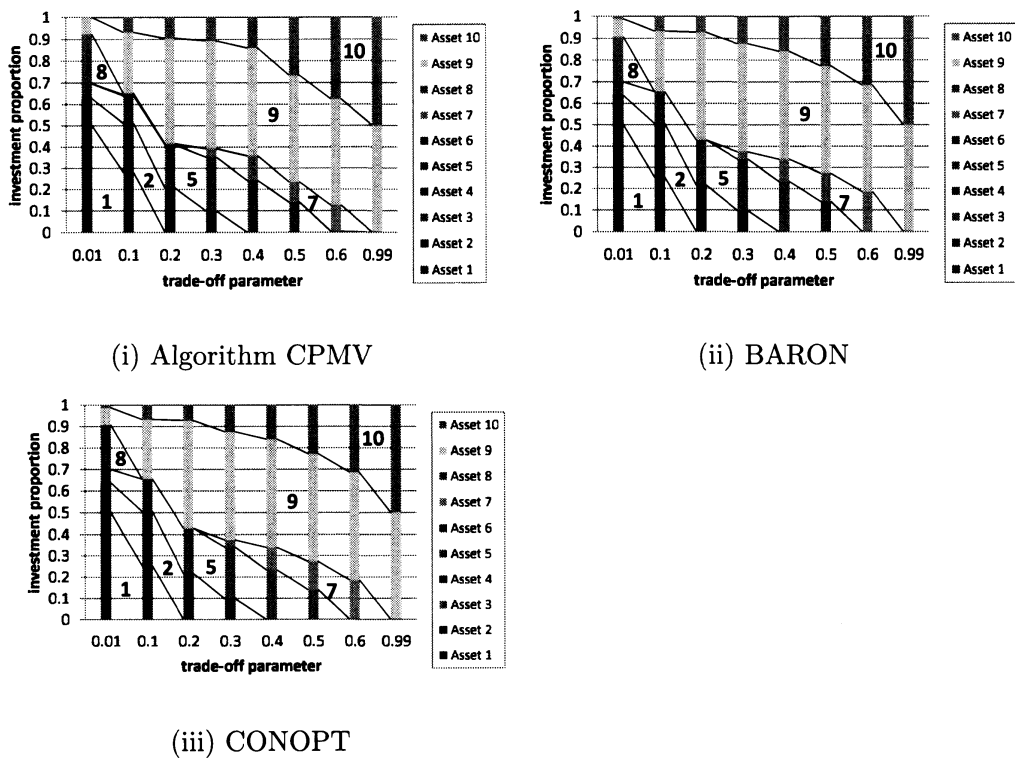 investment proportion
1
0.9
0.8
0.7
0.6
0.5
0.4
0.3
0.2
0.1
0
10
8
9
2
5
1
7
0.01 0.1 0.2 0.3 0.4 0.5 0.6 0.99
trade-off parameter
Asset 10
Asset 9
Asset 8
Asset 7
Asset 6
Asset 5
Asset 4
Asset 3
Asset 2
Asset 1
(i) Algorithm CPMV
investment proportion
1
0.9
0.8
0.7
0.6
0.5
0.4
0.3
0.2
0.1
0
10
8
9
2
5
1
7
0.01 0.1 0.2 0.3 0.4 0.5 0.6 0.99
trade-off parameter
Asset 10
Asset 9
Asset 8
Asset 7
Asset 6
Asset 5
Asset 4
Asset 3
Asset 2
Asset 1
(ii) BARON
investment proportion
1
0.9
0.8
0.7
0.6
0.5
0.4
0.3
0.2
0.1
0
10
8
9
2
5
1
7
0.01 0.1 0.2 0.3 0.4 0.5 0.6 0.99
trade-off parameter
Asset 10
Asset 9
Asset 8
Asset 7
Asset 6
Asset 5
Asset 4
Asset 3
Asset 2
Asset 1
(iii) CONOPT